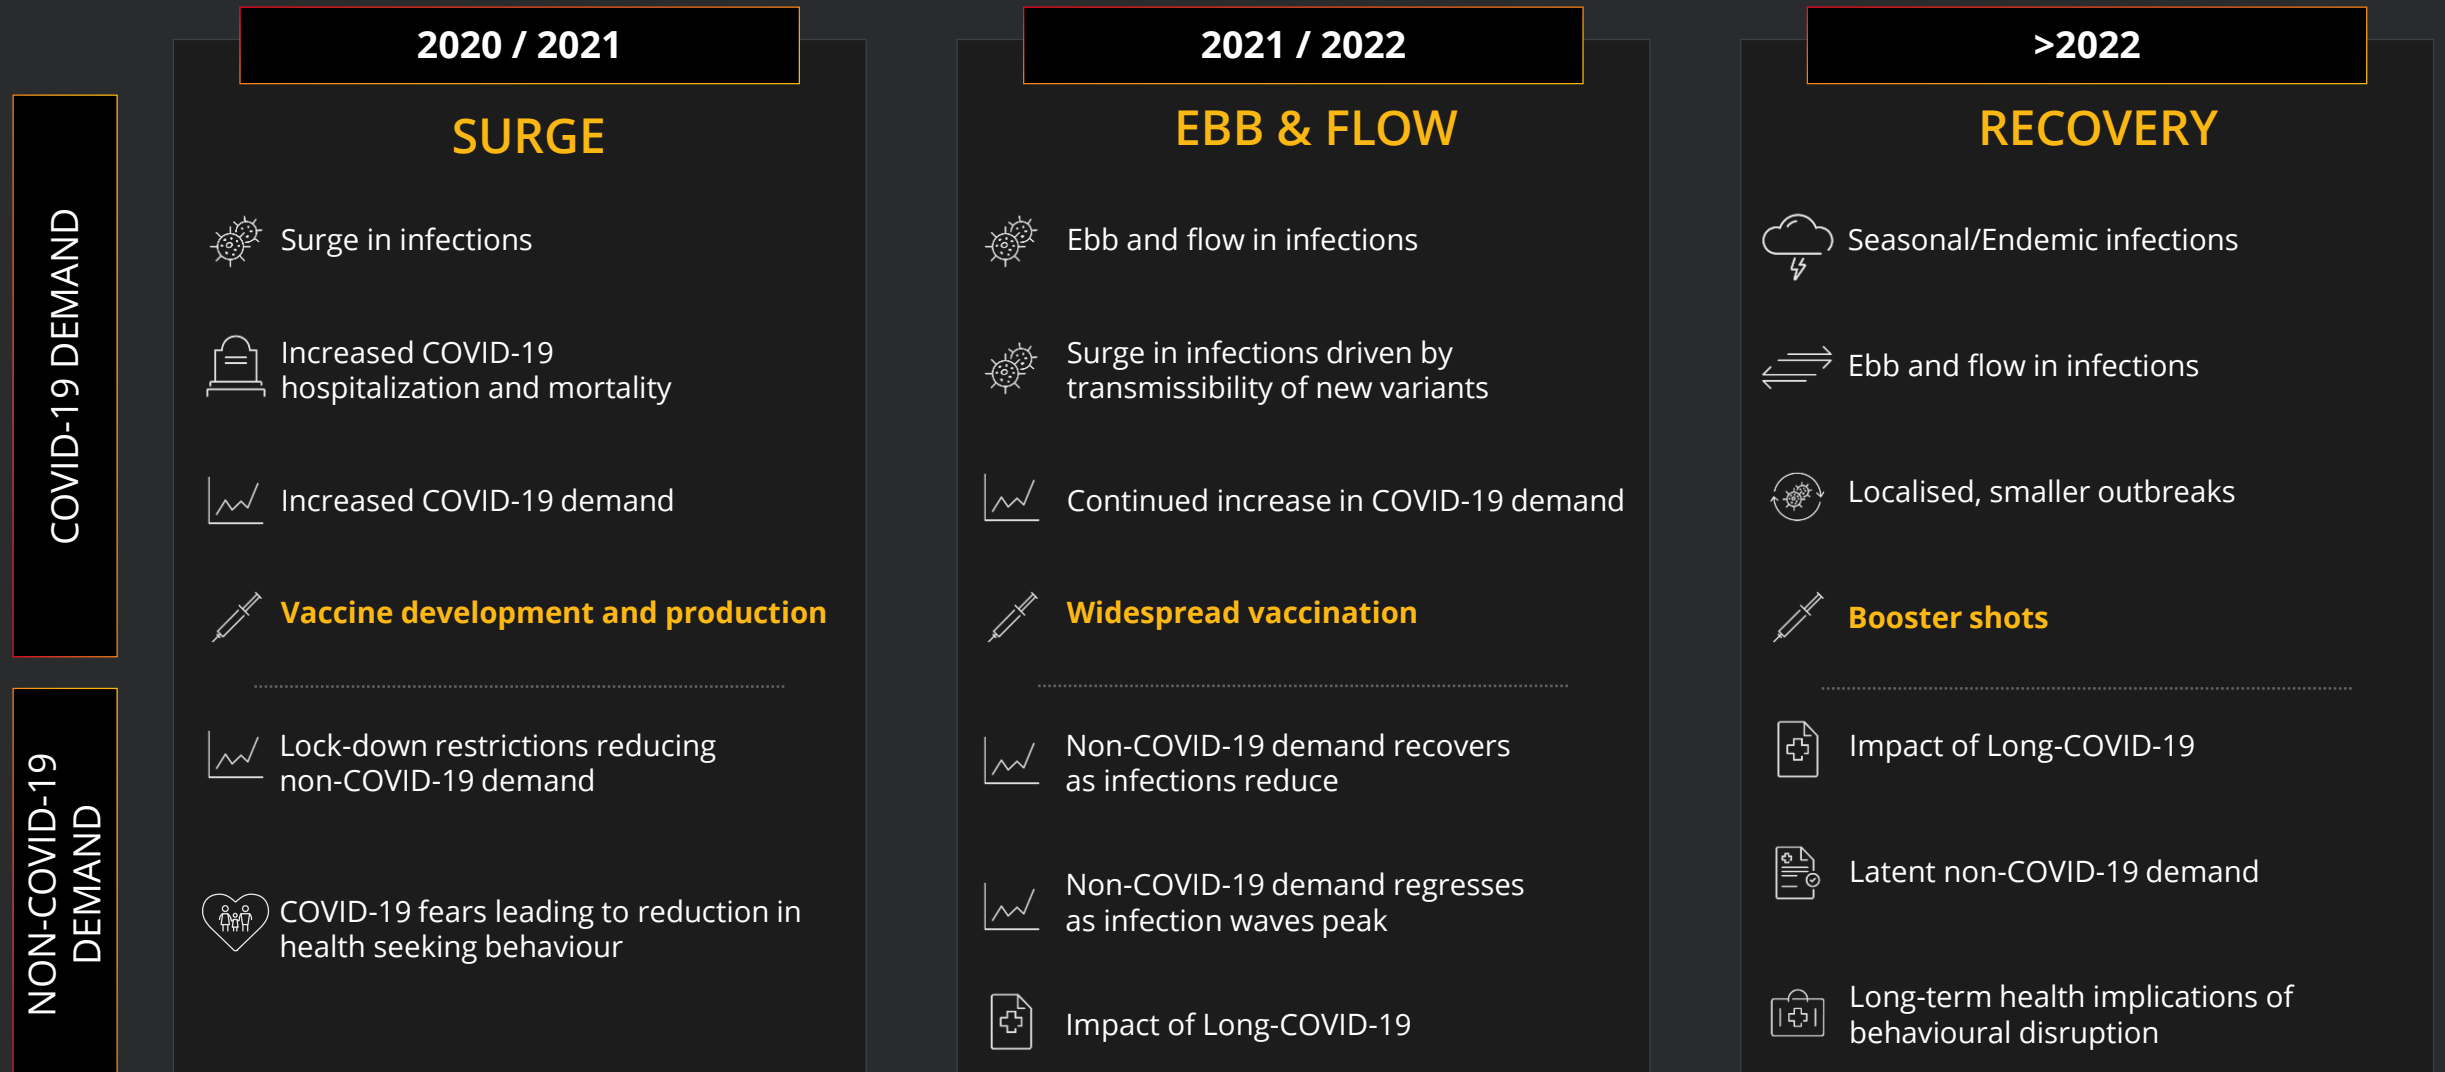 2020 / 2021
SURGE
COVID-19 DEMAND
Surge in infections
Increased COVID-19
hospitalization and mortality
Increased COVID-19 demand
Vaccine development and production
NON-COVID-19
DEMAND
Lock-down restrictions reducing
non-COVID-19 demand
COVID-19 fears leading to reduction in
health seeking behaviour
2021 / 2022
EBB & FLOW
Ebb and flow in infections
Surge in infections driven by
transmissibility of new variants
Continued increase in COVID-19 demand
Widespread vaccination
Non-COVID-19 demand recovers
as infections reduce
Non-COVID-19 demand regresses
as infection waves peak
Impact of Long-COVID-19
>2022
RECOVERY
Seasonal/Endemic infections
Ebb and flow in infections
Localised, smaller outbreaks
Booster shots
Impact of Long-COVID-19
Latent non-COVID-19 demand
Long-term health implications of
behavioural disruption